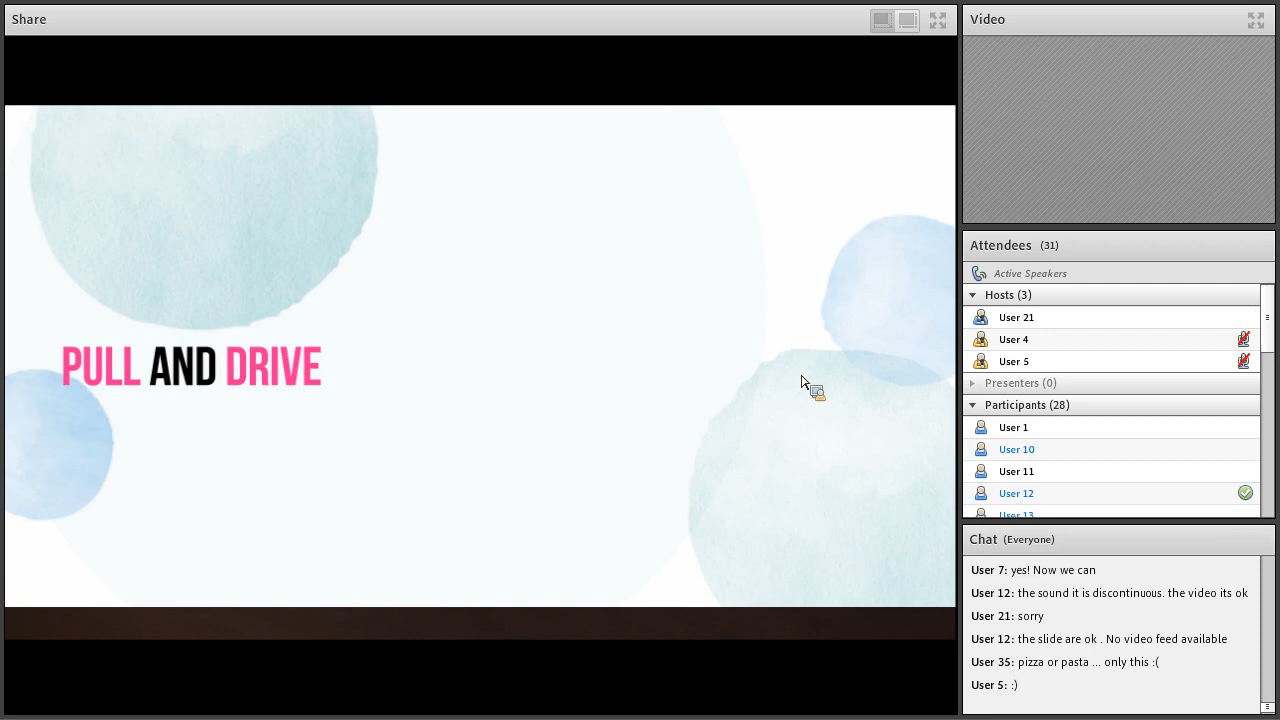 Share
PULL AND DRIVE
Video
Attendees (31)
Active Speakers
Hosts (3)
User 21
User 4
User 5
Presenters (0)
Participants (28)
User 1
User 10
User 11
User 12
User 13
Chat (Everyone)
User 7: yes! Now we can
User 12: the sound it is discontinuous. the video its ok
User 21: sorry
User 12: the slide are ok . No video feed available
User 35: pizza or pasta ... only this :(
User 5: :)